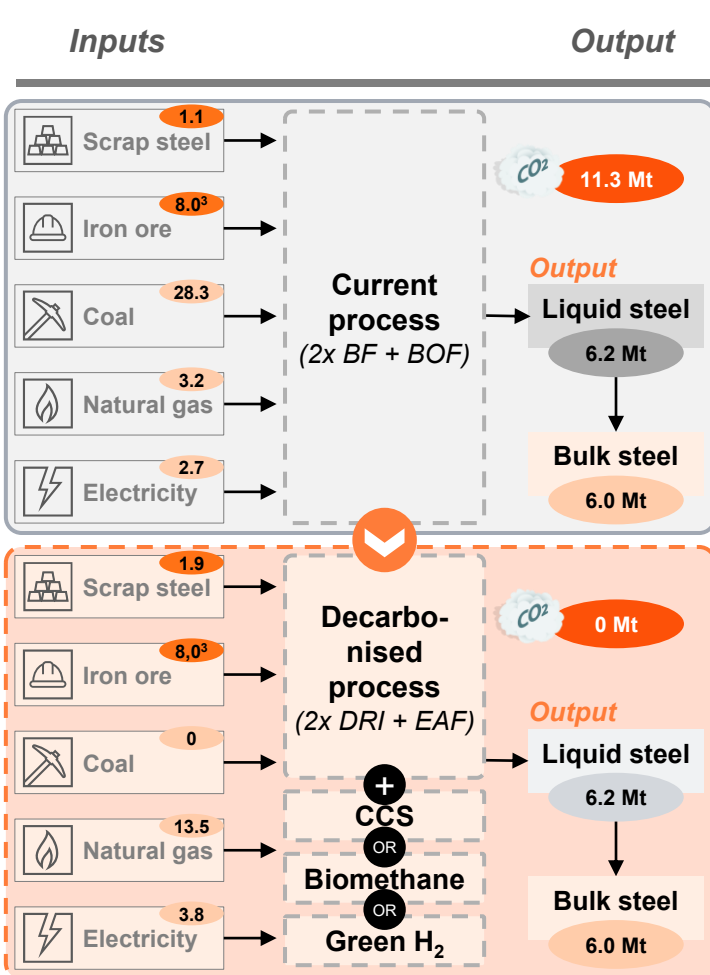 Inputs
Output
1.1
Scrap steel
8.0³
Iron ore
28.3
Coal
3.2
Natural gas
2.7
Electricity
Current
process
(2x BF + BOF)
CO2
11.3 Mt
Output
Liquid steel
6.2 Mt
Bulk steel
6.0 Mt
1.9
Scrap steel
8,0³
Iron ore
0
Coal
13.5
Natural gas
3.8
Electricity
Decarbo-
nised
process
(2x DRI + EAF)
+
CCS
OR
Biomethane
OR
Green H₂
CO2
0 Mt
Output
Liquid steel
6.2 Mt
Bulk steel
6.0 Mt